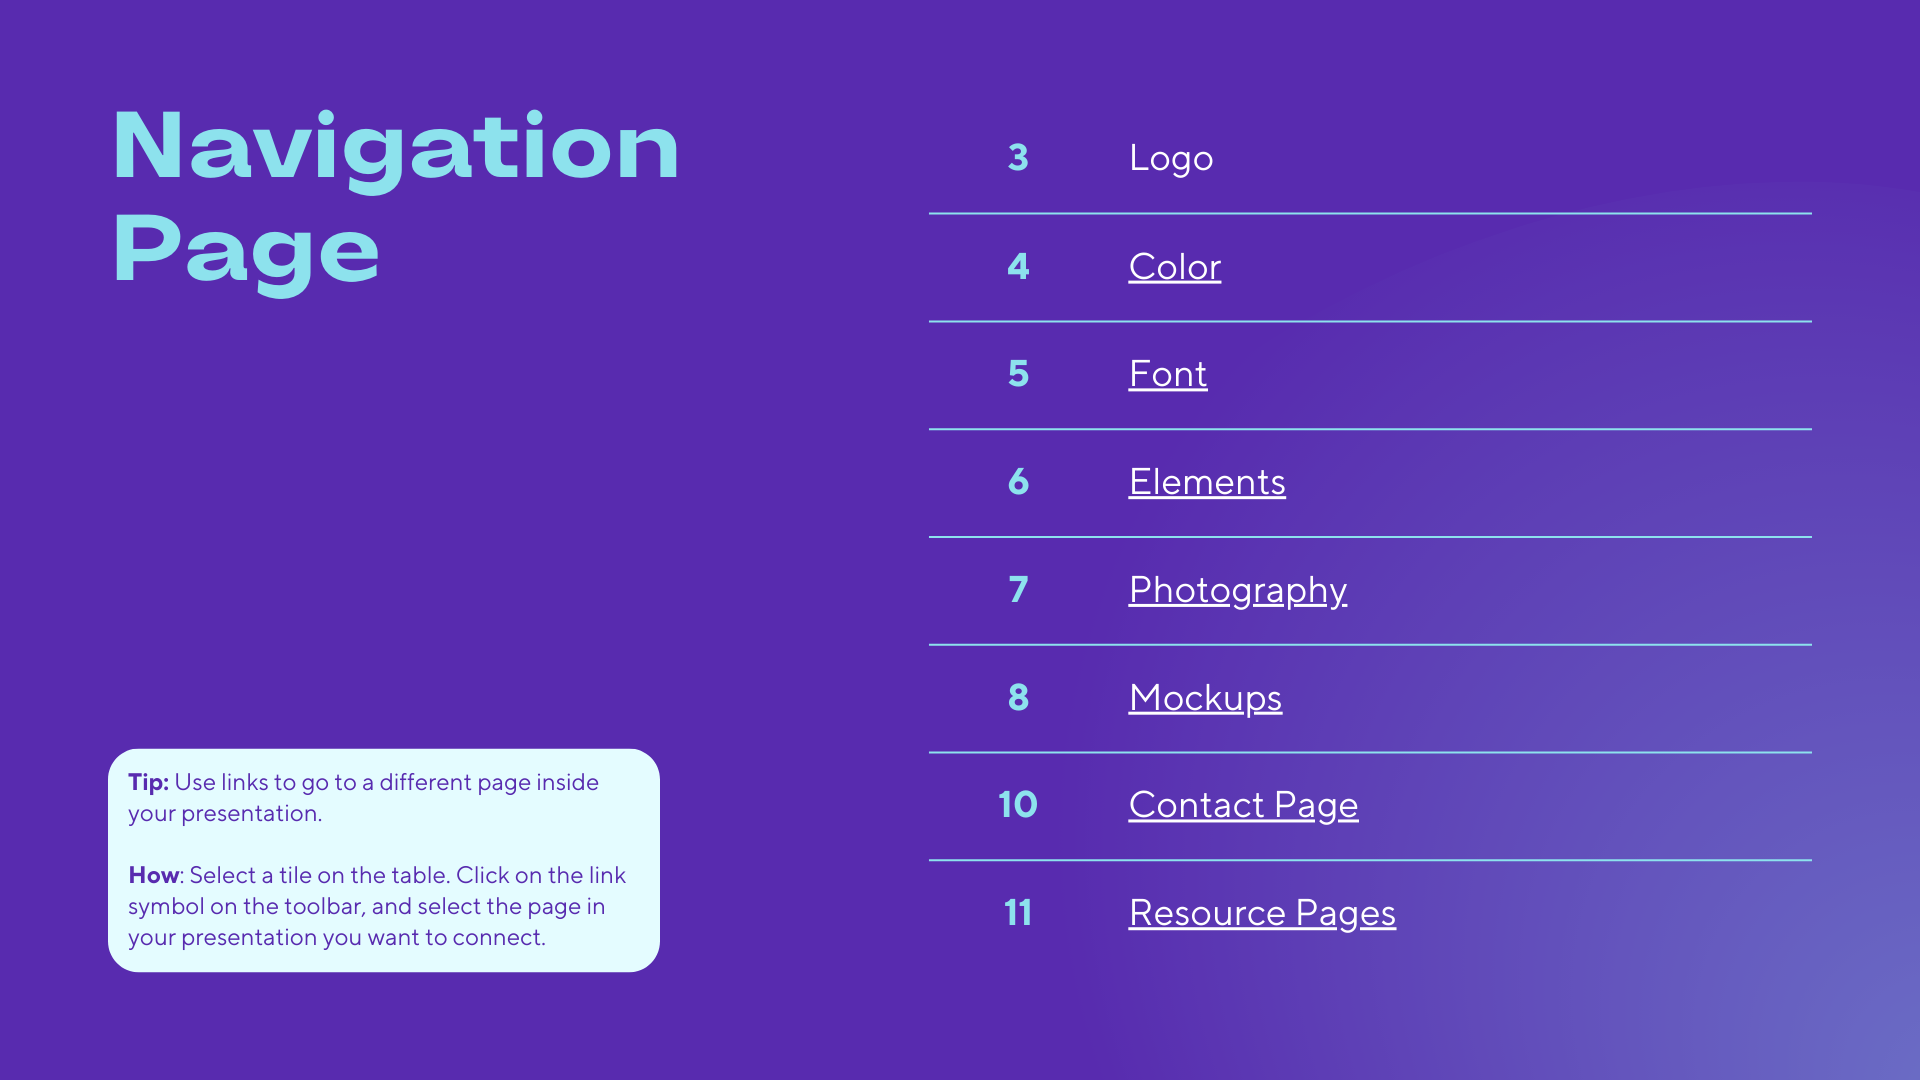 Navigation
Page
3 Logo
4 Color
5 Font
6 Elements
7 Photography
8 Mockups
10 Contact Page
11 Resource Pages
Tip: Use links to go to a different page inside
your presentation.
How: Select a tile on the table. Click on the link
symbol on the toolbar, and select the page in
your presentation you want to connect.